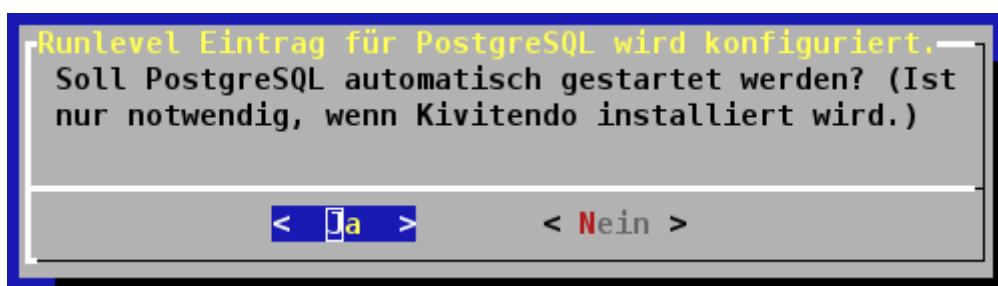 Runlevel Eintrag für PostgreSQL wird konfiguriert.
Soll PostgreSQL automatisch gestartet werden? (Ist
nur notwendig, wenn Kivitendo installiert wird.)
< Ja > < Nein >